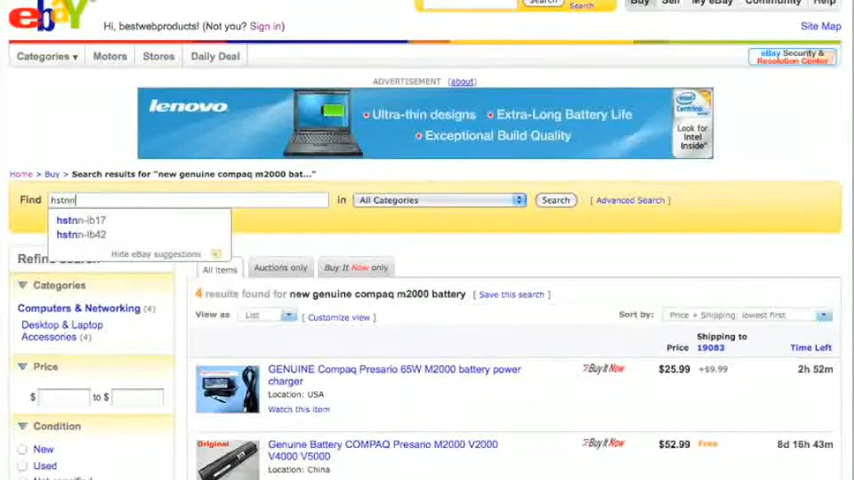 ebay
Search
Search
Buy Sell My eBay Community Help
Hi, bestwebproducts! (Not you? Sign in)
Site Map
Categories ▾ Motors Stores Daily Deal
eBay Security &
Resolution Center
ADVERTISEMENT (about)
lenovo
Ultra-thin designs Extra-Long Battery Life
Exceptional Build Quality
intel
Centrino
Look for
Intel
Inside
Home > Buy > Search results for "new genuine compaq m2000 bat..."
Find hstnn in All Categories Search [ Advanced Search ]
hstnn-ib17
hstnn-lb42
Hide eBay suggestions
All Items Auctions only Buy It Now only
Categories
Computers & Networking (4)
Desktop & Laptop
Accessories (4)
Price
$ to $
Condition
New
Used
4 results found for new genuine compaq m2000 battery [ Save this search ]
View as List [ Customize view ] Sort by: Price + Shipping: lowest first
Price Shipping to 19083 Time Left
GENUINE Compaq Presario 65W M2000 battery power
charger
Location: USA
Watch this item
Buy It Now $25.99 +$9.99 2h 52m
Original
Genuine Battery COMPAQ Presario M2000 V2000
V4000 V5000
Location: China
Buy It Now $52.99 Free 8d 16h 43m